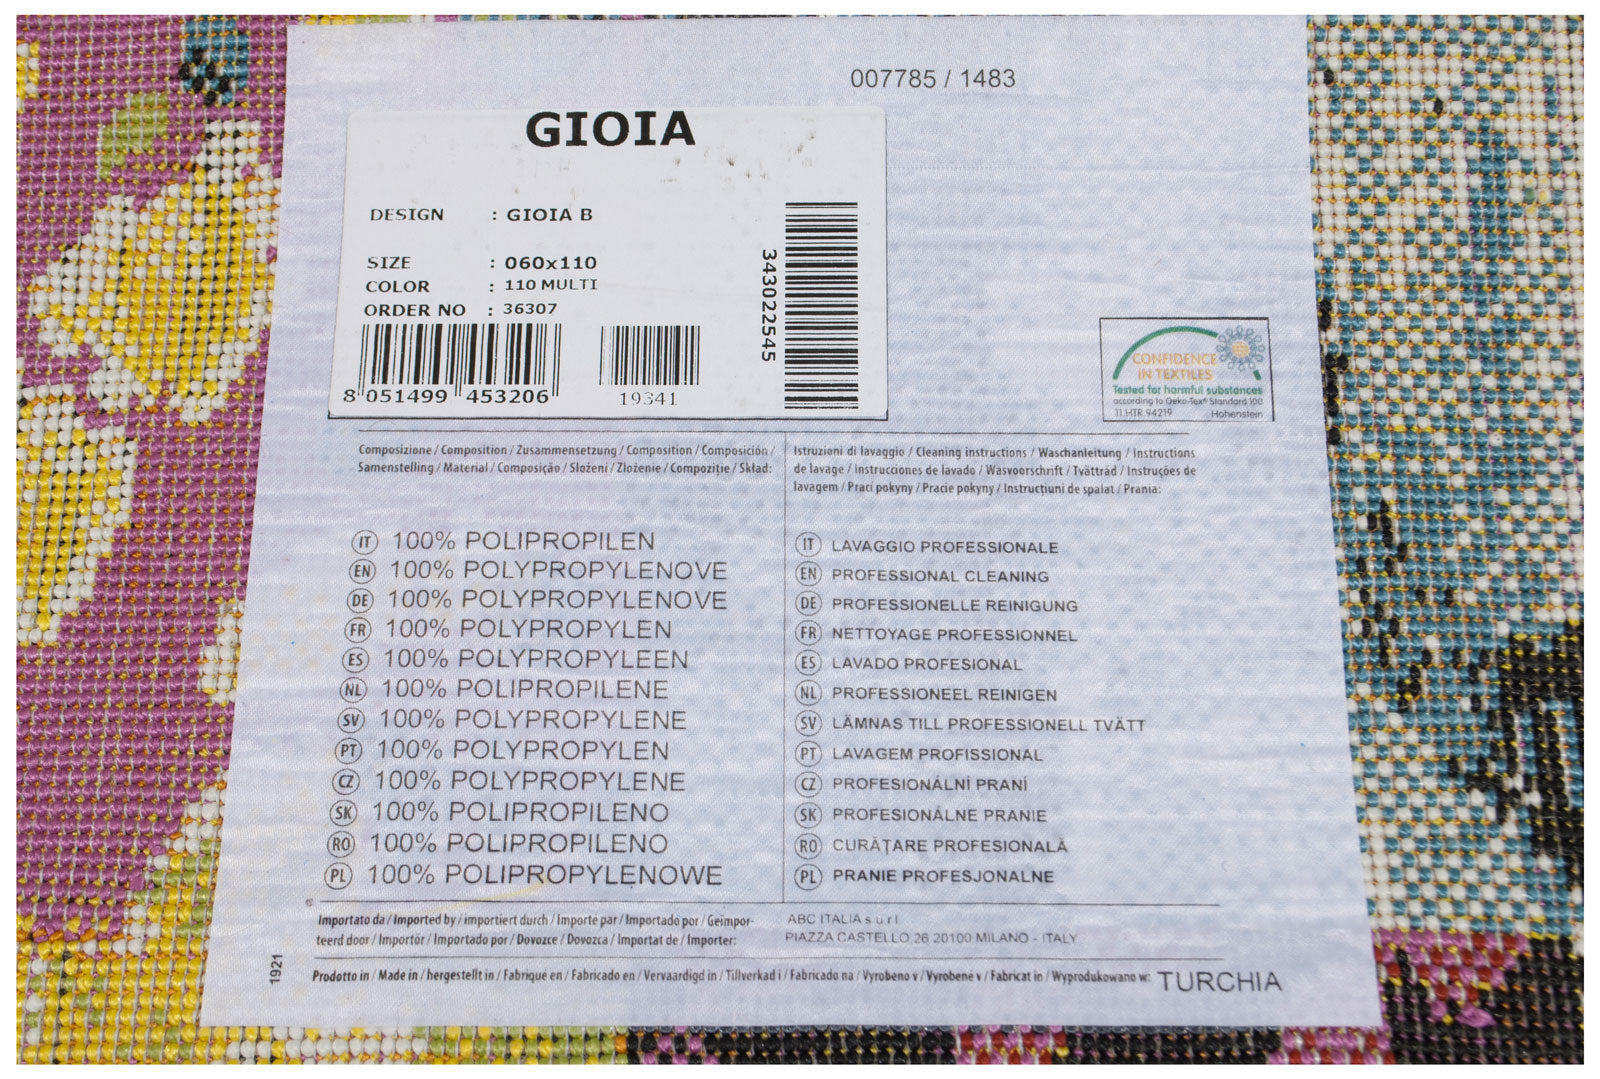 007785 / 1483
GIOIA
DESIGN : GIOIA B
SIZE : 060x110
COLOR : 110 MULTI
ORDER NO : 36307
8 051499 453206
19341
343022545
CONFIDENCE
IN TEXTILES
Tested for harmful substances
according to Oeko-Tex® Standard 100
11.HTR.94219 Hohenstein
Composizione / Composition / Zusammensetzung / Composition / Composición /
Samenstelling / Material / Composição / Složeni / Zloženie / Compoziţie / Skład:
Istruzioni di lavaggio / Cleaning instructions / Waschanleitung / Instructions
de lavage / Instrucciones de lavado / Wasvoorschrift / Tvättråd / Instruções de
lavagem / Praci pokyny / Pracie pokyny / Instrucţiuni de spalat / Prania:
IT 100% POLIPROPILEN
EN 100% POLYPROPYLENOVE
DE 100% POLYPROPYLENOVE
FR 100% POLYPROPYLEN
ES 100% POLYPROPYLEEN
NL 100% POLIPROPILENE
SV 100% POLYPROPYLENE
PT 100% POLYPROPYLEN
CZ 100% POLYPROPYLENE
SK 100% POLIPROPILENO
RO 100% POLIPROPILENO
PL 100% POLIPROPYLENOWE
IT LAVAGGIO PROFESSIONALE
EN PROFESSIONAL CLEANING
DE PROFESSIONELLE REINIGUNG
FR NETTOYAGE PROFESSIONNEL
ES LAVADO PROFESIONAL
NL PROFESSIONEEL REINIGEN
SV LÄMNAS TILL PROFESSIONELL TVÄTT
PT LAVAGEM PROFISSIONAL
CZ PROFESIONÁLNÍ PRANÍ
SK PROFESIONÁLNE PRANIE
RO CURĂȚARE PROFESIONALĂ
PL PRANIE PROFESJONALNE
Importato da / Imported by / importiert durch / Importe par / Importado por / Geïmpor-
teerd door / Importör / Importado por / Dovozce / Dovozca / Importat de / Importer:
ABC ITALIA s u r l
PIAZZA CASTELLO 26 20100 MILANO - ITALY
1921
Prodotto in / Made in / hergestellt in / Fabriqué en / Fabricado en / Vervaardigd in / Tillverkad i / Fabricado na / Vyrobeno v / Vyrobené v / Fabricat in / Wyprodukowano w: TURCHIA